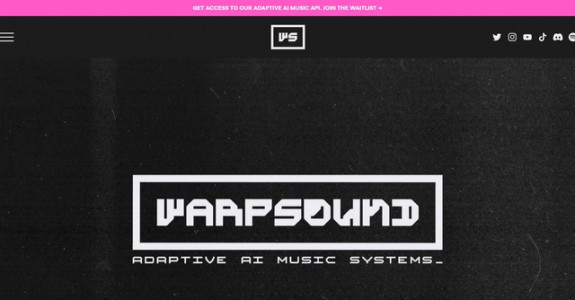 GET ACCESS TO OUR ADAPTIVE AI MUSIC API. JOIN THE WAITLIST →
WS
WARPSOUND
ADAPTIVE AI MUSIC SYSTEMS_